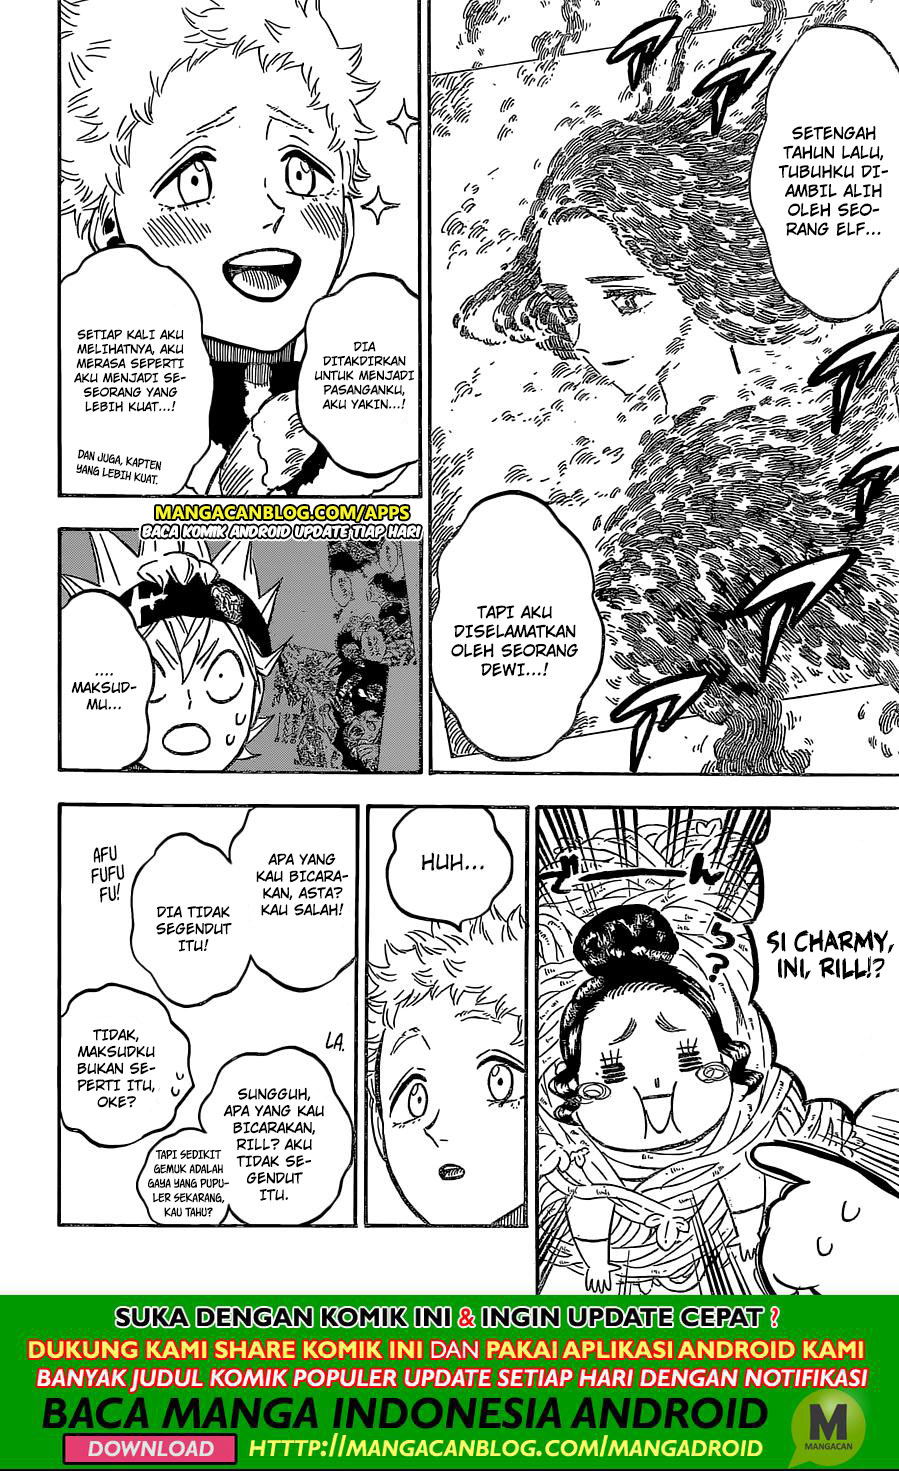 SETENGAH
TAHUN LALU,
TUBUHKU DI-
AMBIL ALIH
OLEH SEO-
RANG ELF...
TAPI AKU
DISELAMATKAN
OLEH SEORANG
DEWI...!
DIA
DITAKDIRKAN
UNTUK MENJADI
PASANGANKU,
AKU YAKIN...!
SETIAP KALI AKU
MELIHATNYA, AKU
MERASA SEPERTI
AKU MENJADI SE-
SEORANG YANG
LEBIH KUAT...!
DAN JUGA, KAPTEN
YANG LEBIH KUAT.
MANGACANBLOG.COM/APPS
BACA KOMIK ANDROID UPDATE TIAP HARI
....
MAKSUD-
MU...
SI CHARMY,
INI, RILL!?
ぞーん
ら?
HUH...
APA YANG
KAU BICARA-
KAN, ASTA?
KAU SALAH!
DIA TIDAK
SEGENDUT
ITU!
AFU
FUFU
FU!
LA.
TIDAK,
MAKSUDKU
BUKAN SE-
PERTI ITU,
OKE?
SUNGGUH,
APA YANG KAU
BICARAKAN,
RILL? AKU
TIDAK SE-
GENDUT
ITU.
TAPI SEDIKIT
GEMUK ADALAH
GAYA YANG PUPU-
LER SEKARANG,
KAU TAHU?
SUKA DENGAN KOMIK INI & INGIN UPDATE CEPAT ?
DUKUNG KAMI SHARE KOMIK INI DAN PAKAI APLIKASI ANDROID KAMI
BANYAK JUDUL KOMIK POPULER UPDATE SETIAP HARI DENGAN NOTIFIKASI
BACA MANGA INDONESIA ANDROID
DOWNLOAD HTTTP://MANGACANBLOG.COM/MANGADROID
M
MANGACAN